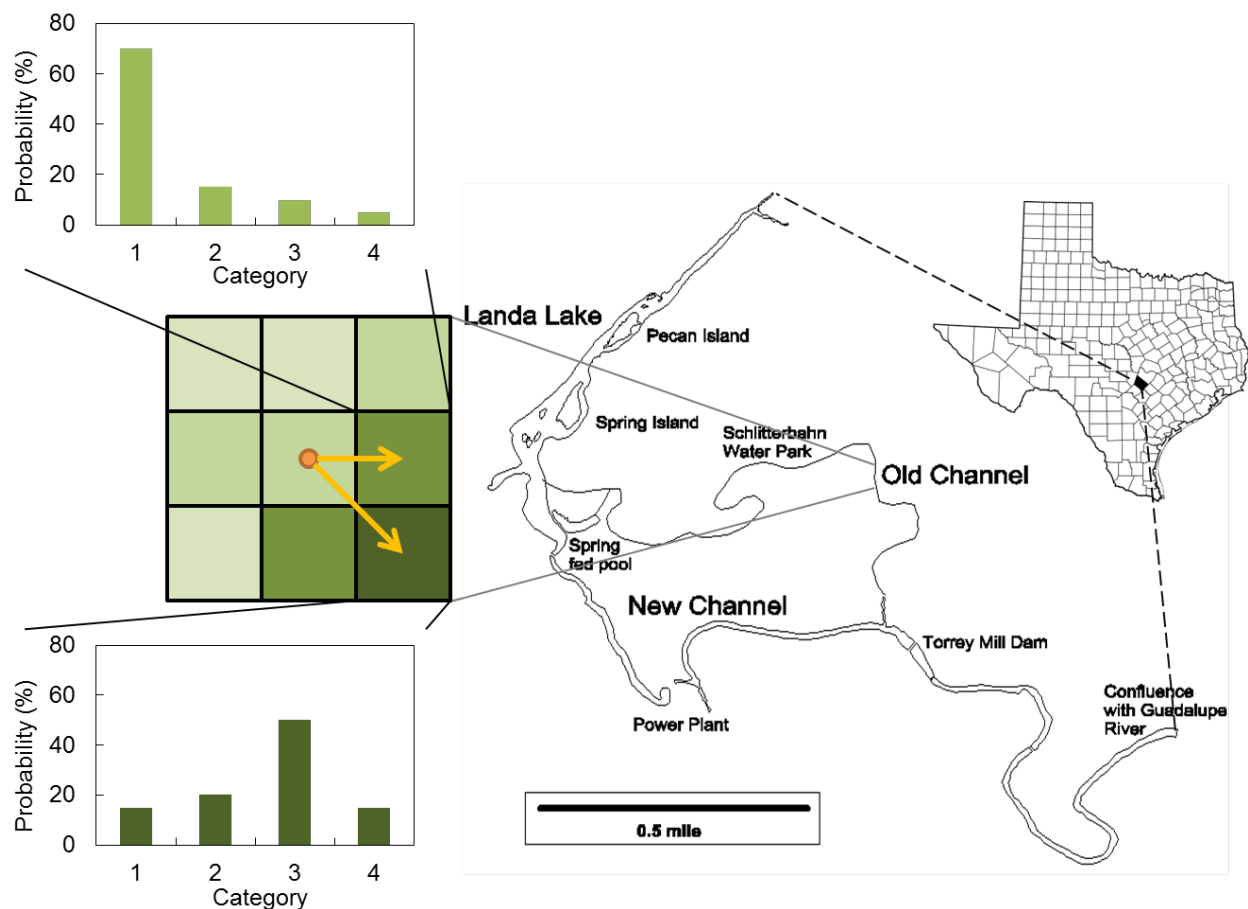 80
60
40
20
0
Probability (%)
1 2 3 4
Category
Landa Lake
Pecan Island
Spring Island
Schlitterbahn
Water Park
Old Channel
Spring
fed pool
New Channel
Torrey Mill Dam
Power Plant
Confluence
with Guadalupe
River
0.5 mile
80
60
40
20
0
Probability (%)
1 2 3 4
Category